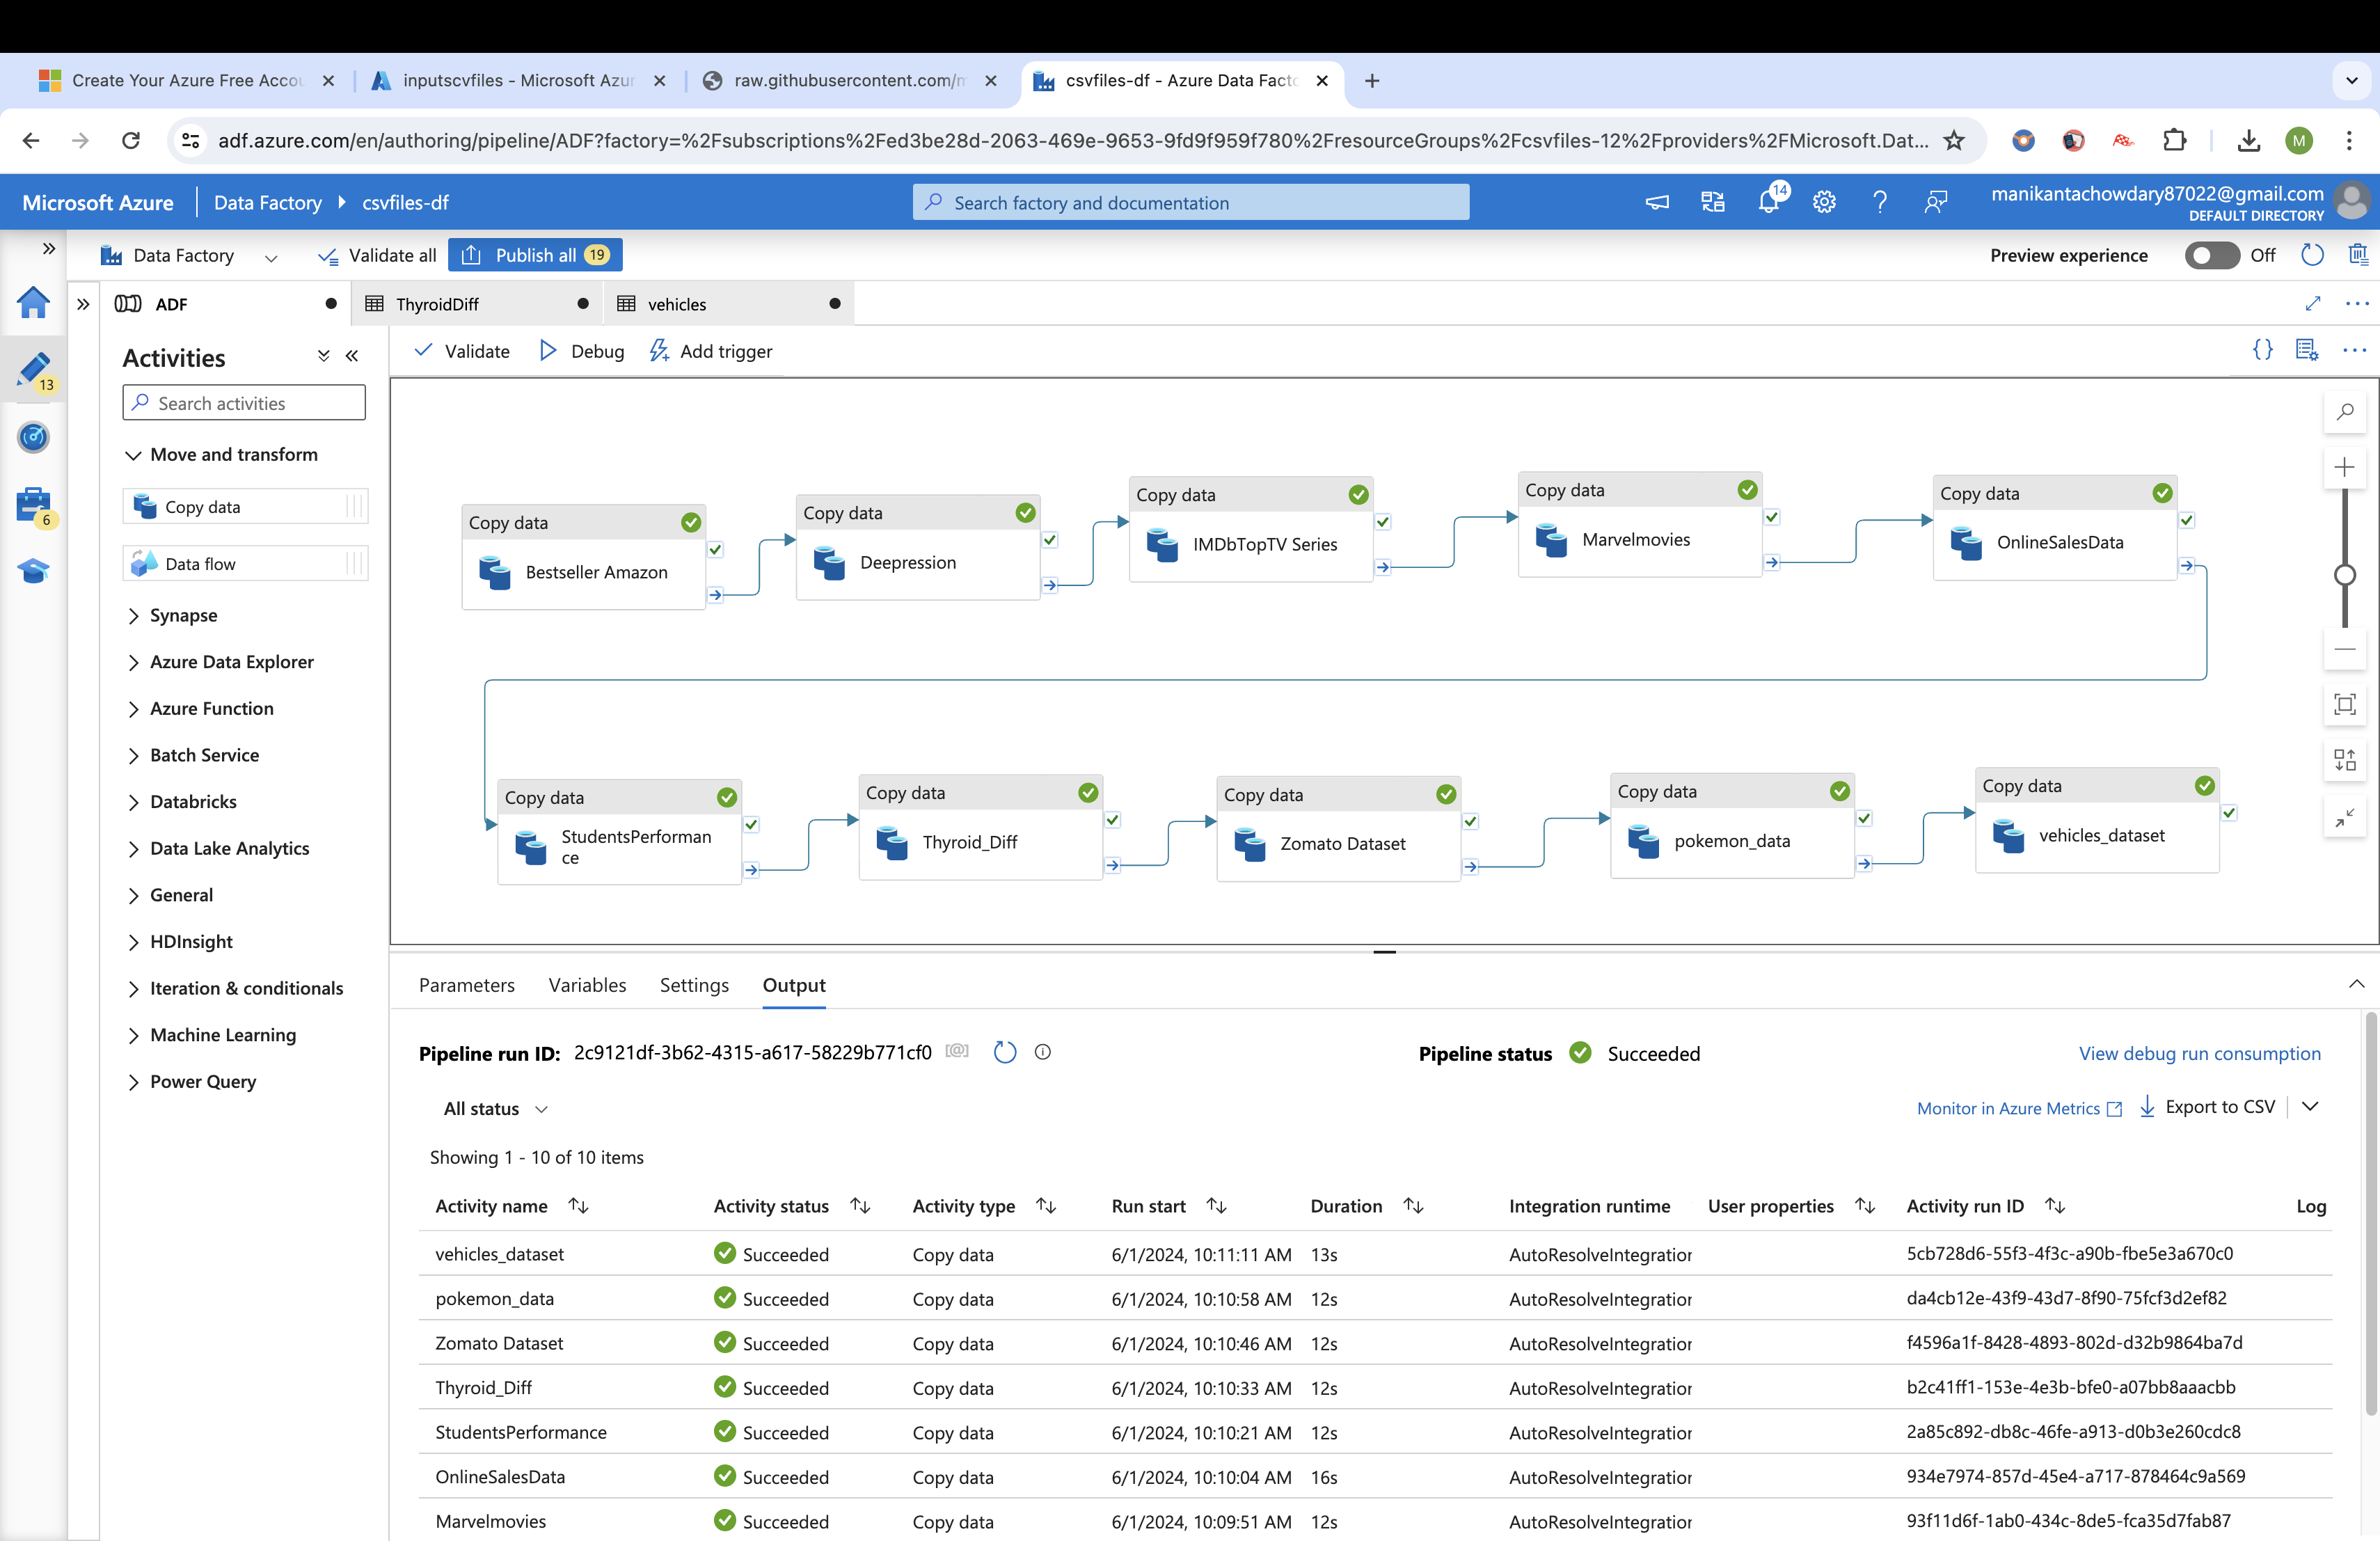 Create Your Azure Free Accou
inputscvfiles - Microsoft Azur
raw.githubusercontent.com/m
csvfiles-df - Azure Data Facto
adf.azure.com/en/authoring/pipeline/ADF?factory=%2Fsubscriptions%2Fed3be28d-2063-469e-9653-9fd9f959f780%2FresourceGroups%2Fcsvfiles-12%2Fproviders%2FMicrosoft.Dat...
M
Microsoft Azure
Data Factory
csvfiles-df
Search factory and documentation
14
manikantachowdary87022@gmail.com
DEFAULT DIRECTORY
Data Factory
Validate all
Publish all 19
Preview experience
Off
ADF
ThyroidDiff
vehicles
13
6
Activities
Search activities
Move and transform
Copy data
Data flow
Synapse
Azure Data Explorer
Azure Function
Batch Service
Databricks
Data Lake Analytics
General
HDInsight
Iteration & conditionals
Machine Learning
Power Query
Validate
Debug
Add trigger
Copy data
Bestseller Amazon
Copy data
Deepression
Copy data
IMDbTopTV Series
Copy data
Marvelmovies
Copy data
OnlineSalesData
Copy data
StudentsPerforman
ce
Copy data
Thyroid_Diff
Copy data
Zomato Dataset
Copy data
pokemon_data
Copy data
vehicles_dataset
Parameters Variables Settings Output
Pipeline run ID: 2c9121df-3b62-4315-a617-58229b771cf0
Pipeline status Succeeded
View debug run consumption
All status
Monitor in Azure Metrics
Export to CSV
Showing 1 - 10 of 10 items
Activity name Activity status Activity type Run start Duration Integration runtime User properties Activity run ID Log
vehicles_dataset Succeeded Copy data 6/1/2024, 10:11:11 AM 13s AutoResolveIntegration 5cb728d6-55f3-4f3c-a90b-fbe5e3a670c0
pokemon_data Succeeded Copy data 6/1/2024, 10:10:58 AM 12s AutoResolveIntegration da4cb12e-43f9-43d7-8f90-75fcf3d2ef82
Zomato Dataset Succeeded Copy data 6/1/2024, 10:10:46 AM 12s AutoResolveIntegration f4596a1f-8428-4893-802d-d32b9864ba7d
Thyroid_Diff Succeeded Copy data 6/1/2024, 10:10:33 AM 12s AutoResolveIntegration b2c41ff1-153e-4e3b-bfe0-a07bb8aaacbb
StudentsPerformance Succeeded Copy data 6/1/2024, 10:10:21 AM 12s AutoResolveIntegration 2a85c892-db8c-46fe-a913-d0b3e260cdc8
OnlineSalesData Succeeded Copy data 6/1/2024, 10:10:04 AM 16s AutoResolveIntegration 934e7974-857d-45e4-a717-878464c9a569
Marvelmovies Succeeded Copy data 6/1/2024, 10:09:51 AM 12s AutoResolveIntegration 93f11d6f-1ab0-434c-8de5-fca35d7fab87